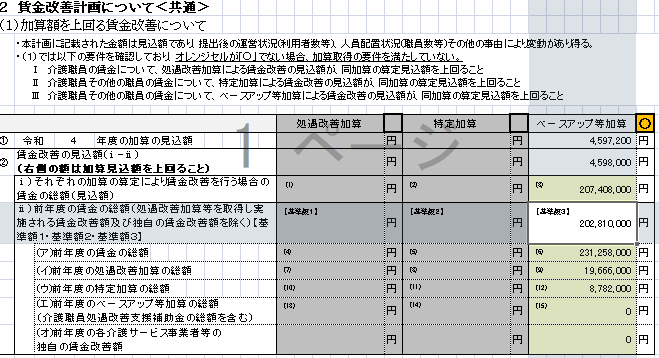 2 賃金改善計画について<共通>
(1)加算額を上回る賃金改善について
・本計画に記載された金額は見込額であり、提出後の運営状況(利用者数等)、人員配置状況(職員数等)その他の事由により変動があり得る。
・(1)では以下の要件を確認しており、オレンジセルが「○」でない場合、加算取得の要件を満たしていない。
Ⅰ 介護職員の賃金について、処遇改善加算による賃金改善の見込額が、同加算の算定見込額を上回ること
Ⅱ 介護職員その他の職員の賃金について、特定加算による賃金改善の見込額が、同加算の算定見込額を上回ること
Ⅲ 介護職員その他の職員の賃金について、ベースアップ等加算による賃金改善の見込額が、同加算の算定見込額を上回ること
処遇改善加算 特定加算 ベースアップ等加算 ○
① 令和 4 年度の加算の見込額 円 円 4,597,200 円
② 賃金改善の見込額(ⅰ-ⅱ)
(右側の額は加算見込額を上回ること) 円 円 4,598,000 円
ⅰ)それぞれの加算の算定により賃金改善を行う場合の
賃金の総額(見込額) (1) 円 (2) 円 (3) 207,408,000 円
ⅱ)前年度の賃金の総額(処遇改善加算等を取得し実
施される賃金改善額及び独自の賃金改善額を除く)【基
準額1・基準額2・基準額3】 【基準額1】 円 【基準額2】 円 【基準額3】 202,810,000 円
(ア)前年度の賃金の総額 (4) 円 (5) 円 (6) 231,258,000 円
(イ)前年度の処遇改善加算の総額 (7) 円 (8) 円 (9) 19,666,000 円
(ウ)前年度の特定加算の総額 (10) 円 (11) 円 (12) 8,782,000 円
(エ)前年度のベースアップ等加算の総額
(介護職員処遇改善支援補助金の総額を含む) (13) 円 (14) 円 (15) 0 円
(オ)前年度の各介護サービス事業者等の
独自の賃金改善額 円 円 0 円
1 ページ